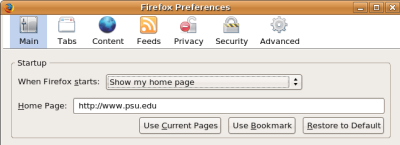 Firefox Preferences
Main Tabs Content Feeds Privacy Security Advanced
Startup
When Firefox starts: Show my home page
Home Page: http://www.psu.edu
Use Current Pages Use Bookmark Restore to Default